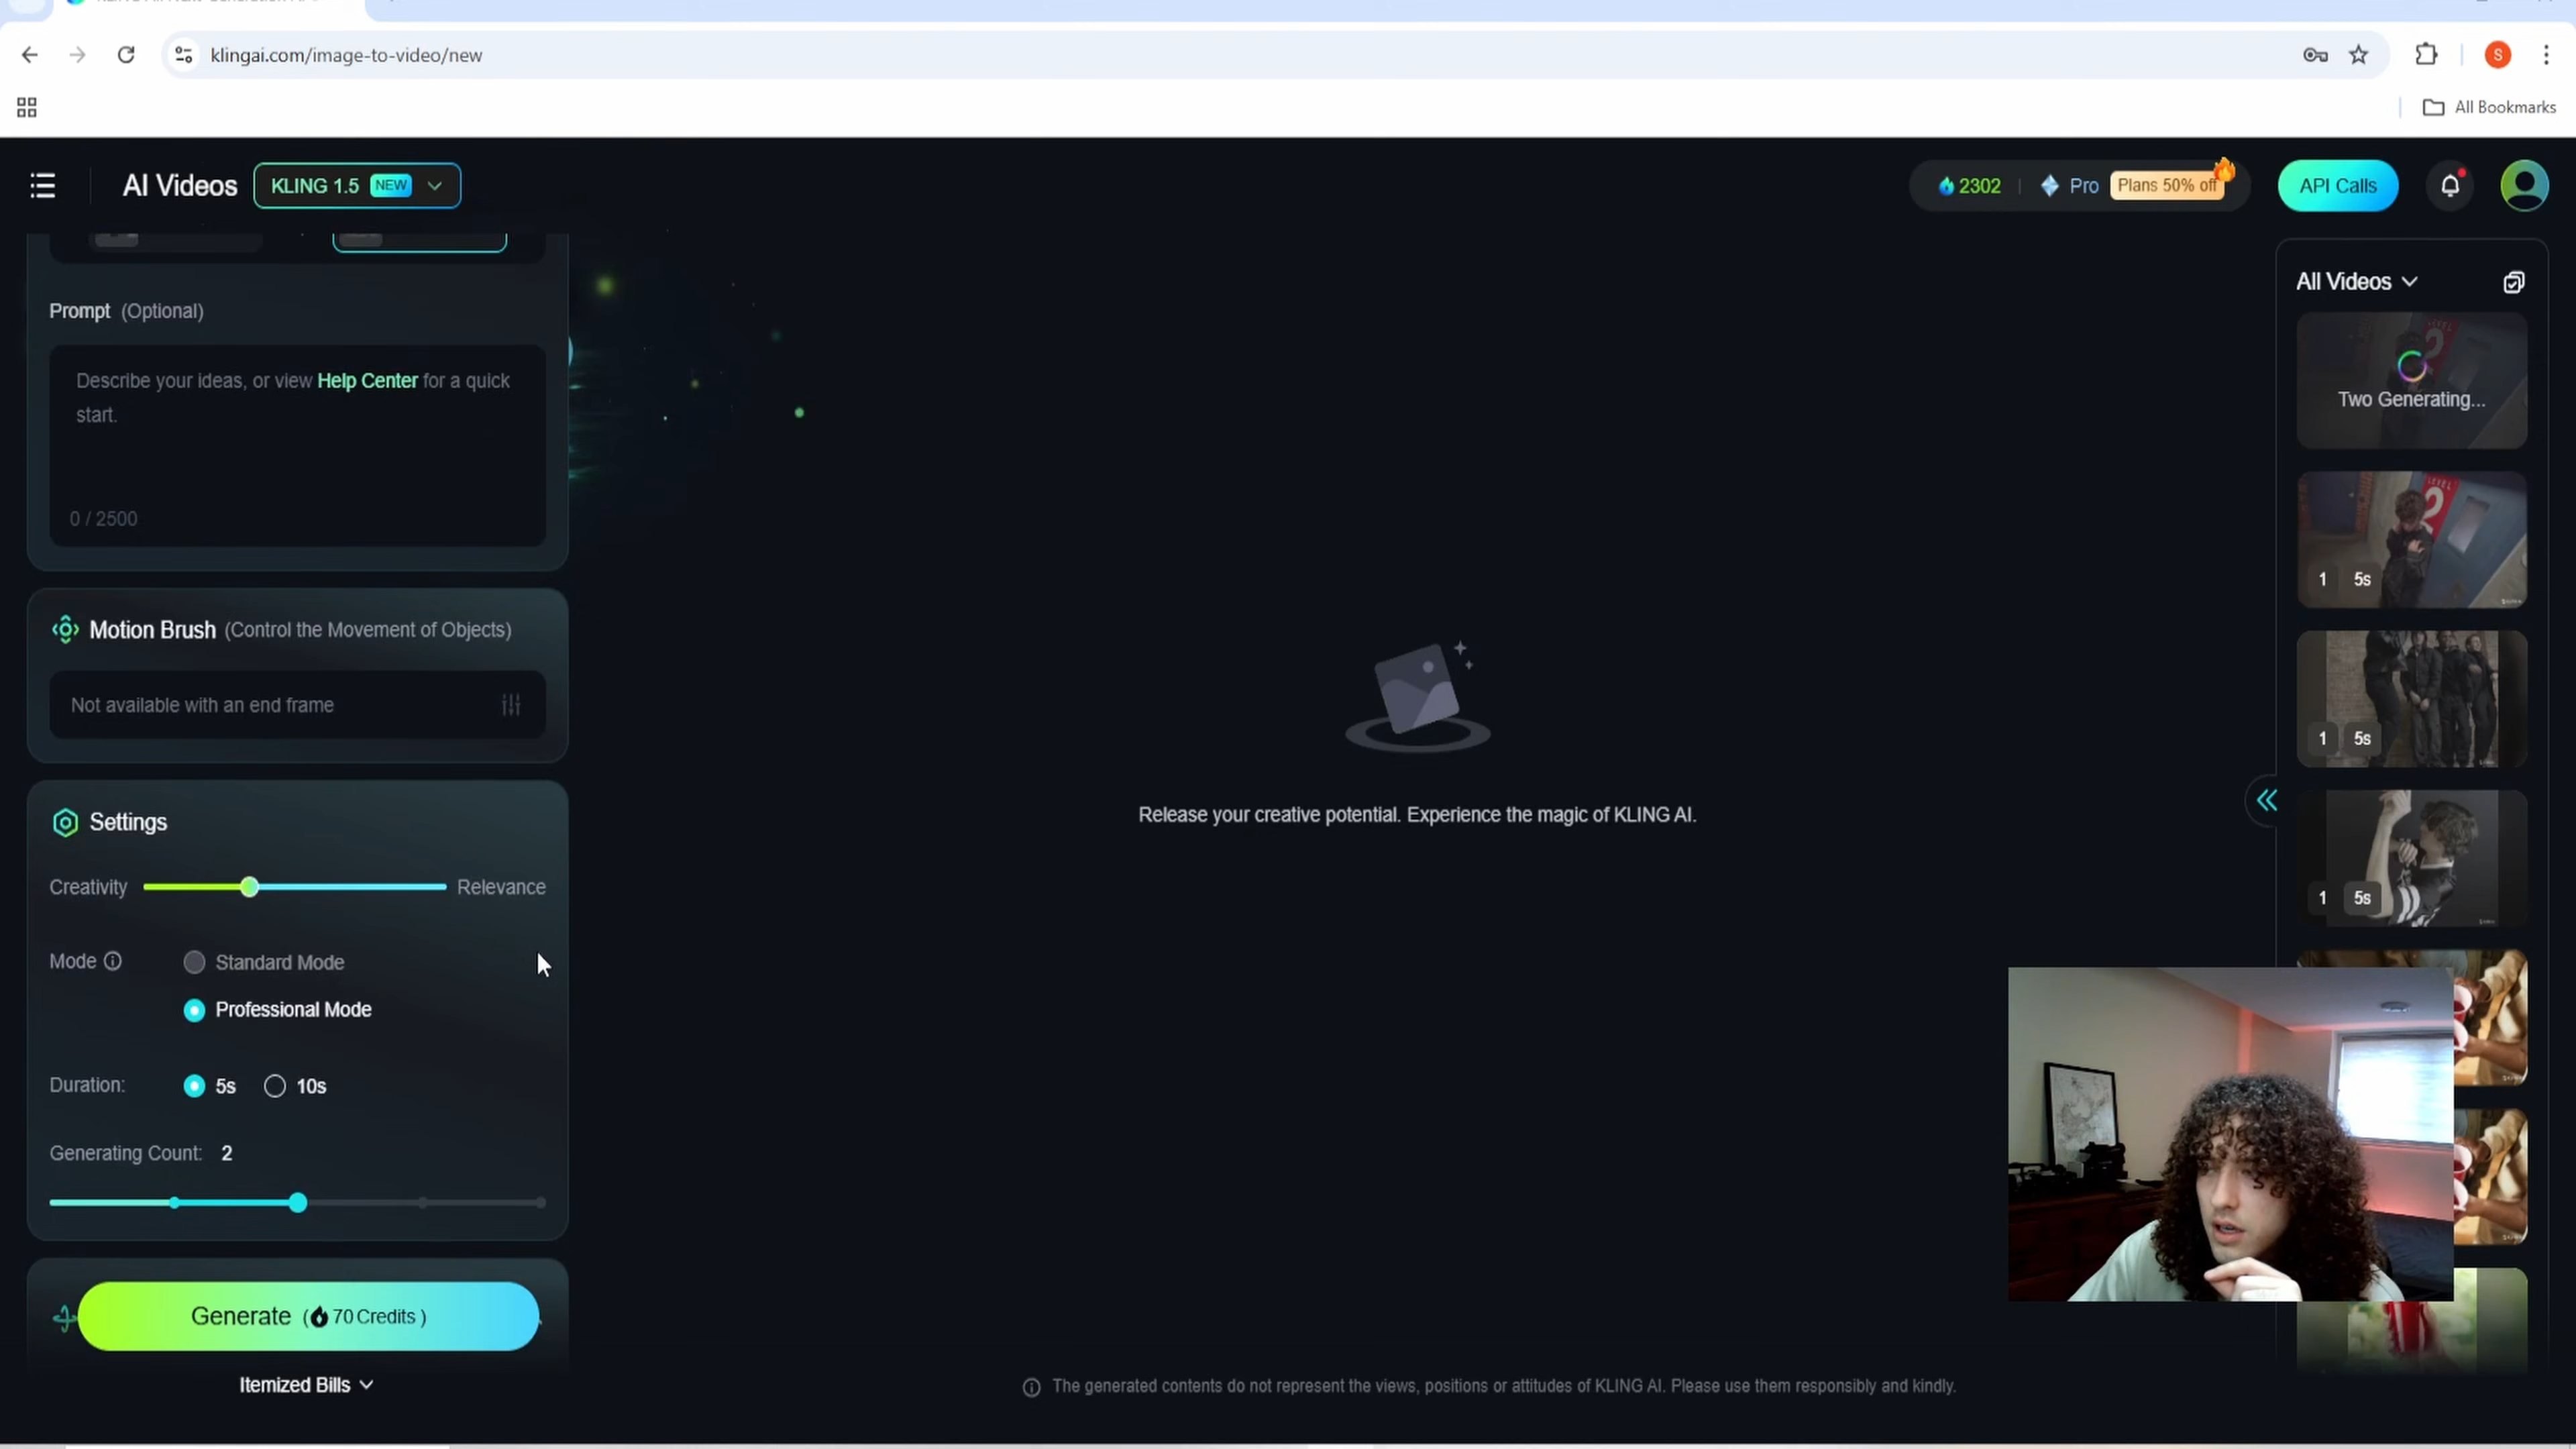 klingai.com/image-to-video/new
S
All Bookmarks
AI Videos
KLING 1.5 NEW
2302
Pro
Plans 50% off
API Calls
Prompt (Optional)
Describe your ideas, or view Help Center for a quick
start.
0 / 2500
Motion Brush (Control the Movement of Objects)
Not available with an end frame
Settings
Creativity
Relevance
Mode
Standard Mode
Professional Mode
Duration:
5s
10s
Generating Count: 2
Generate ( 70 Credits )
Itemized Bills
Release your creative potential. Experience the magic of KLING AI.
The generated contents do not represent the views, positions or attitudes of KLING AI. Please use them responsibly and kindly.
All Videos
2
Two Generating...
LEVEL
2
1 5s
1 5s
1 5s